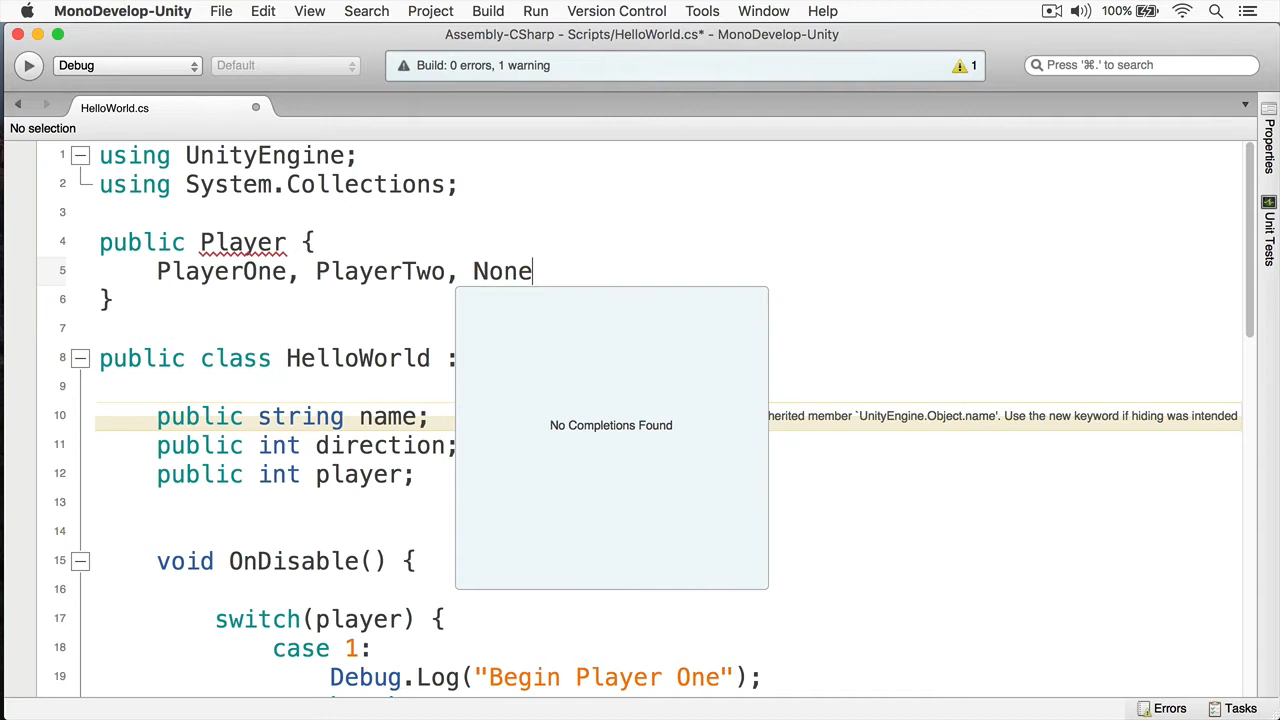 MonoDevelop-Unity File Edit View Search Project Build Run Version Control Tools Window Help 100%
Assembly-CSharp - Scripts/HelloWorld.cs* - MonoDevelop-Unity
Debug Default Build: 0 errors, 1 warning 1 Press '⌘.' to search
HelloWorld.cs
No selection
1 using UnityEngine;
2 using System.Collections;
3
4 public Player {
5 PlayerOne, PlayerTwo, None
6 }
7
8 public class HelloWorld :
9
10 public string name; herited member `UnityEngine.Object.name'. Use the new keyword if hiding was intended
11 public int direction;
12 public int player;
13
14
15 void OnDisable() {
16
17 switch(player) {
18 case 1:
19 Debug.Log("Begin Player One");
No Completions Found
Properties
Unit Tests
Errors Tasks